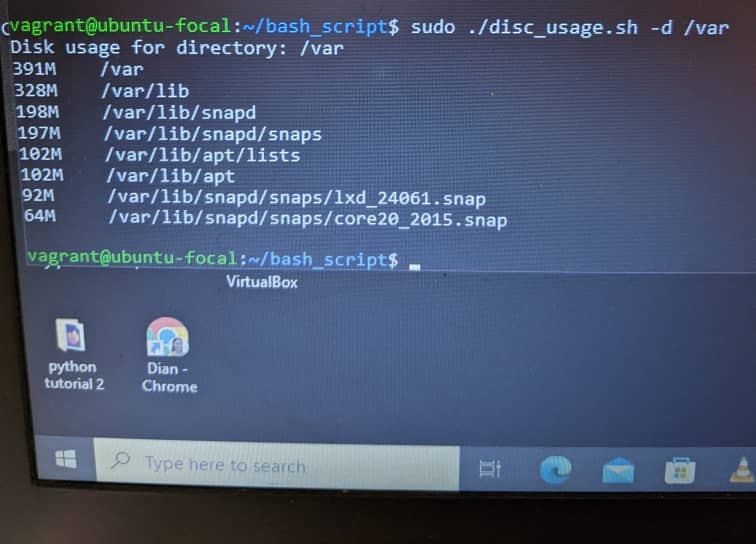 vagrant@ubuntu-focal:~/bash_script$ sudo ./disc_usage.sh -d /var
Disk usage for directory: /var
391M /var
328M /var/lib
198M /var/lib/snapd
197M /var/lib/snapd/snaps
102M /var/lib/apt/lists
102M /var/lib/apt
92M /var/lib/snapd/snaps/lxd_24061.snap
64M /var/lib/snapd/snaps/core20_2015.snap
vagrant@ubuntu-focal:~/bash_script$
VirtualBox
python tutorial 2
Dian - Chrome
Type here to search